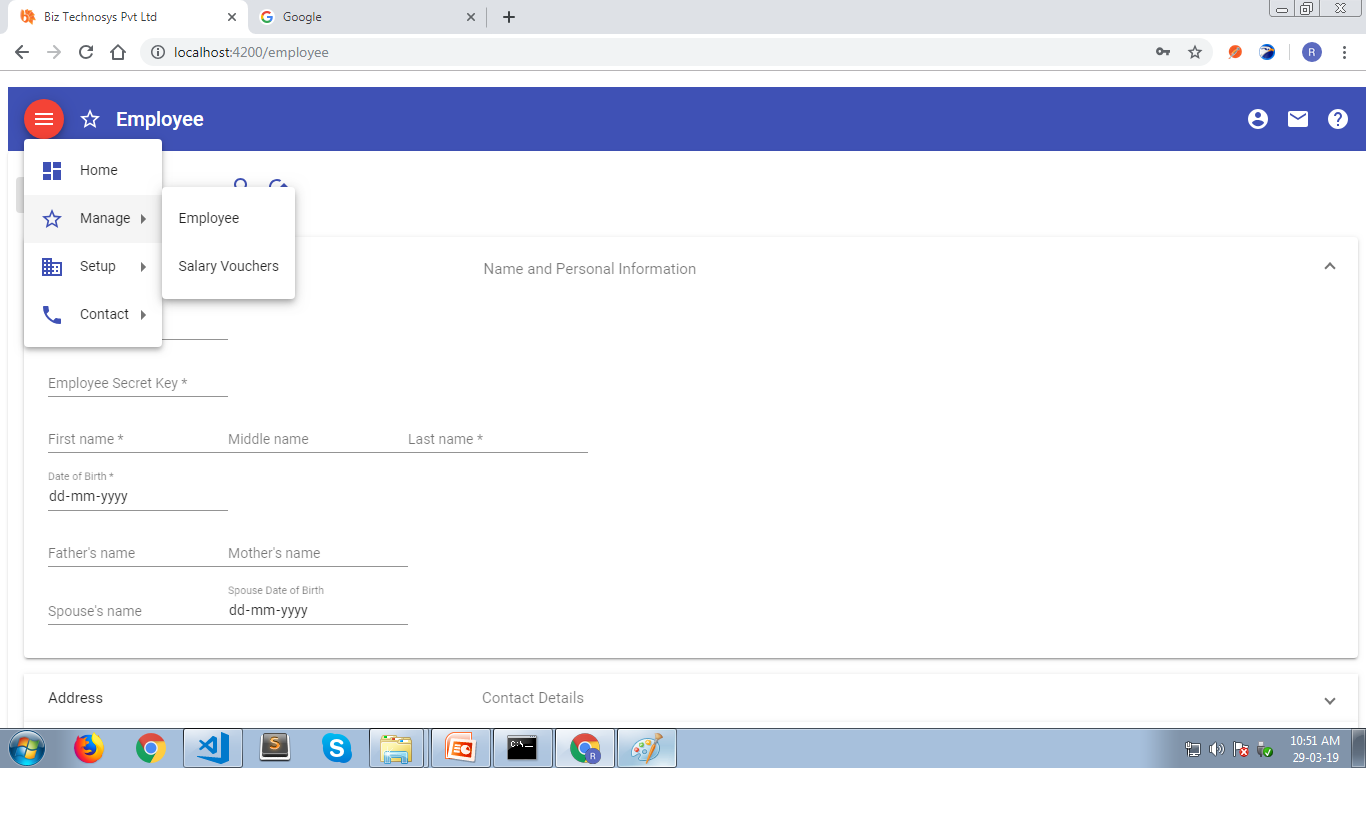 Biz Technosys Pvt Ltd
Google
localhost:4200/employee
R
Employee
Home
Manage
Employee
Setup
Salary Vouchers
Name and Personal Information
Contact
Employee Secret Key *
First name * Middle name Last name *
Date of Birth *
dd-mm-yyyy
Father's name Mother's name
Spouse Date of Birth
Spouse's name dd-mm-yyyy
Address Contact Details
10:51 AM
29-03-19